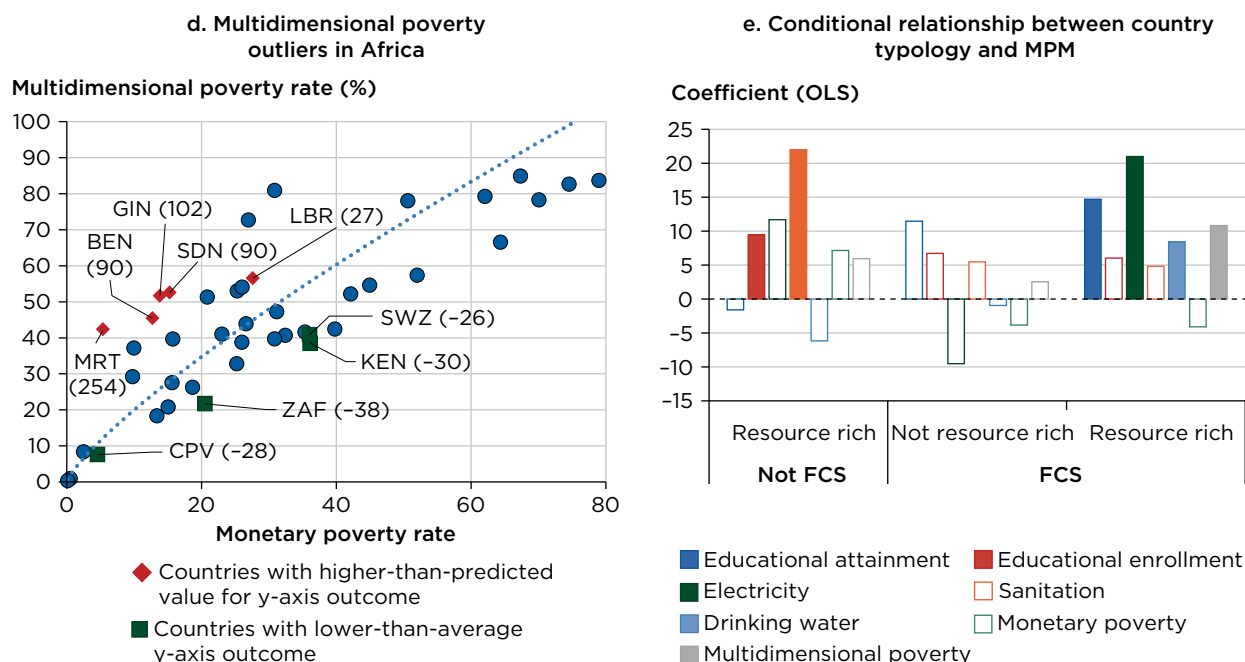 d. Multidimensional poverty
outliers in Africa
Multidimensional poverty rate (%)
100
90
80
70
60
50
40
30
20
10
0
GIN (102)
LBR (27)
BEN
(90)
SDN (90)
SWZ (–26)
MRT
(254)
KEN (–30)
ZAF (–38)
CPV (–28)
0
20
40
60
80
Monetary poverty rate
Countries with higher-than-predicted
value for y-axis outcome
Countries with lower-than-average
y-axis outcome
e. Conditional relationship between country
typology and MPM
Coefficient (OLS)
25
20
15
10
5
0
–5
–10
–15
Resource rich
Not resource rich
Resource rich
Not FCS
FCS
Educational attainment
Educational enrollment
Electricity
Sanitation
Drinking water
Monetary poverty
Multidimensional poverty